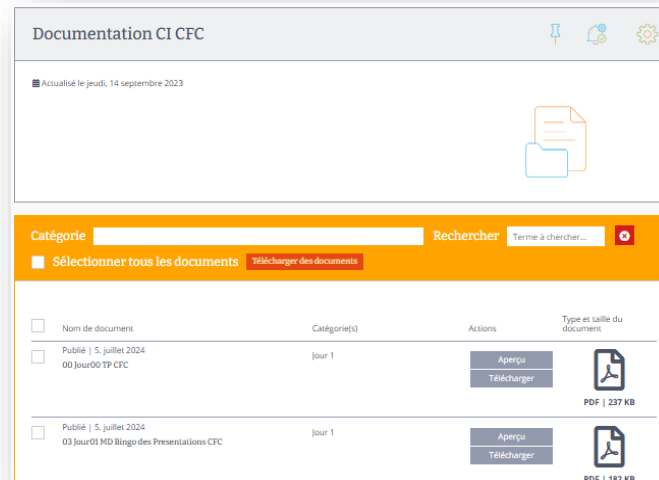 Documentation CI CFC
Actualisé le jeudi, 14 septembre 2023
Catégorie Rechercher Terme à chercher...
Sélectionner tous les documents Télécharger des documents
Nom de document Catégorie(s) Actions Type et taille du document
Publié | 5. juillet 2024 Jour 1 Aperçu
00 Jour00 TP CFC Télécharger
PDF | 237 KB
Publié | 5. juillet 2024 Jour 1 Aperçu
03 Jour01 MD Bingo des Presentations CFC Télécharger
PDF | 182 KB